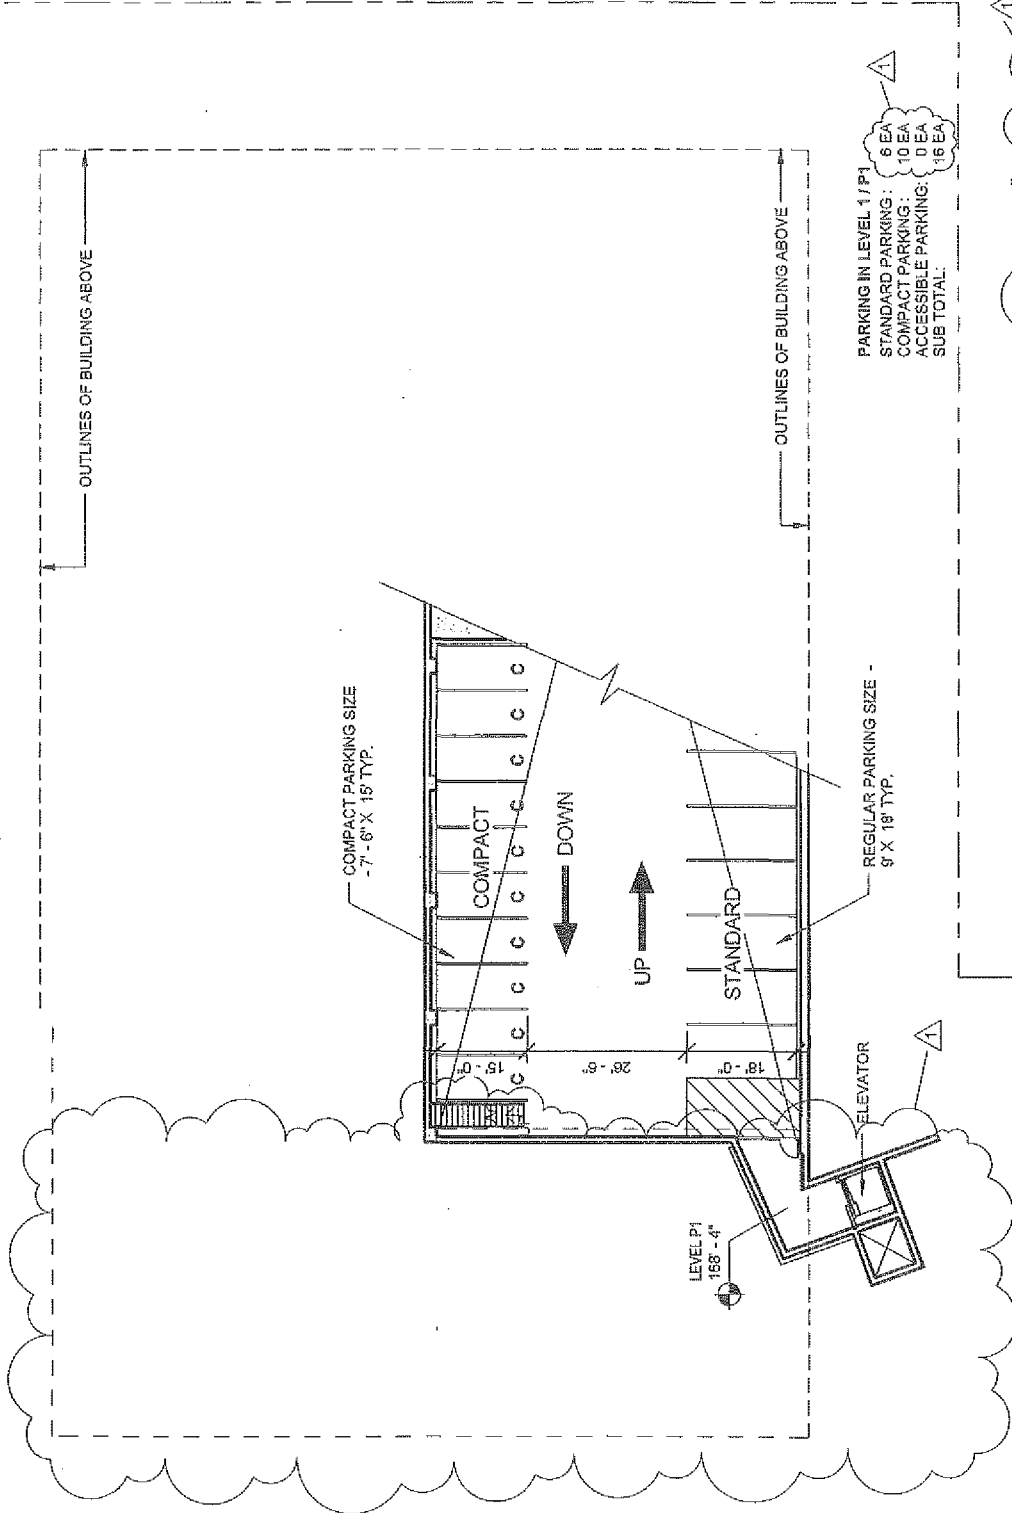 OUTLINES OF BUILDING ABOVE
OUTLINES OF BUILDING ABOVE
COMPACT PARKING SIZE
- 7' - 6" X 15' TYP.
COMPACT
C
C
C
C
C
C
C
C
C
C
DOWN
UP
STANDARD
REGULAR PARKING SIZE -
9' X 18' TYP.
15' - 0"
26' - 6"
18' - 0"
ELEVATOR
1
LEVEL P1
168' - 4"
PARKING IN LEVEL 1 / P1
STANDARD PARKING : 6 EA
COMPACT PARKING : 10 EA
ACCESSIBLE PARKING: 0 EA
SUB TOTAL: 16 EA
1
1